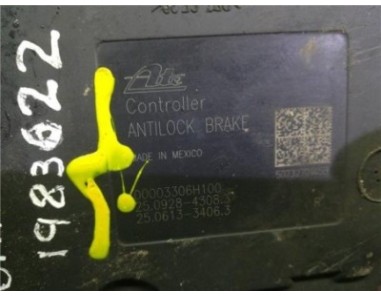 Ate
Controller
ANTILOCK BRAKE
MADE IN MEXICO
00003306H100
25.0928-4308.3
25.0613-3406.3
1983622